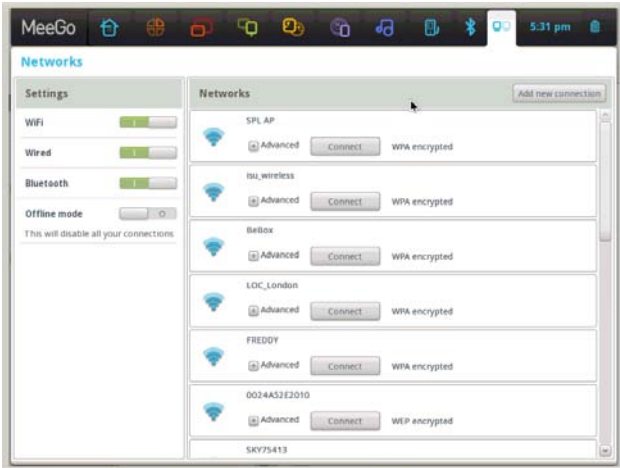 MeeGo
5:31 pm
Networks
Settings
WiFi
Wired
Bluetooth
Offline mode
This will disable all your connections
Networks
Add new connection
SPL AP
Advanced Connect WPA encrypted
isu_wireless
Advanced Connect WPA encrypted
BeBox
Advanced Connect WPA encrypted
LOC_London
Advanced Connect WPA encrypted
FREDDY
Advanced Connect WPA encrypted
0024A52E2010
Advanced Connect WEP encrypted
SKY75413